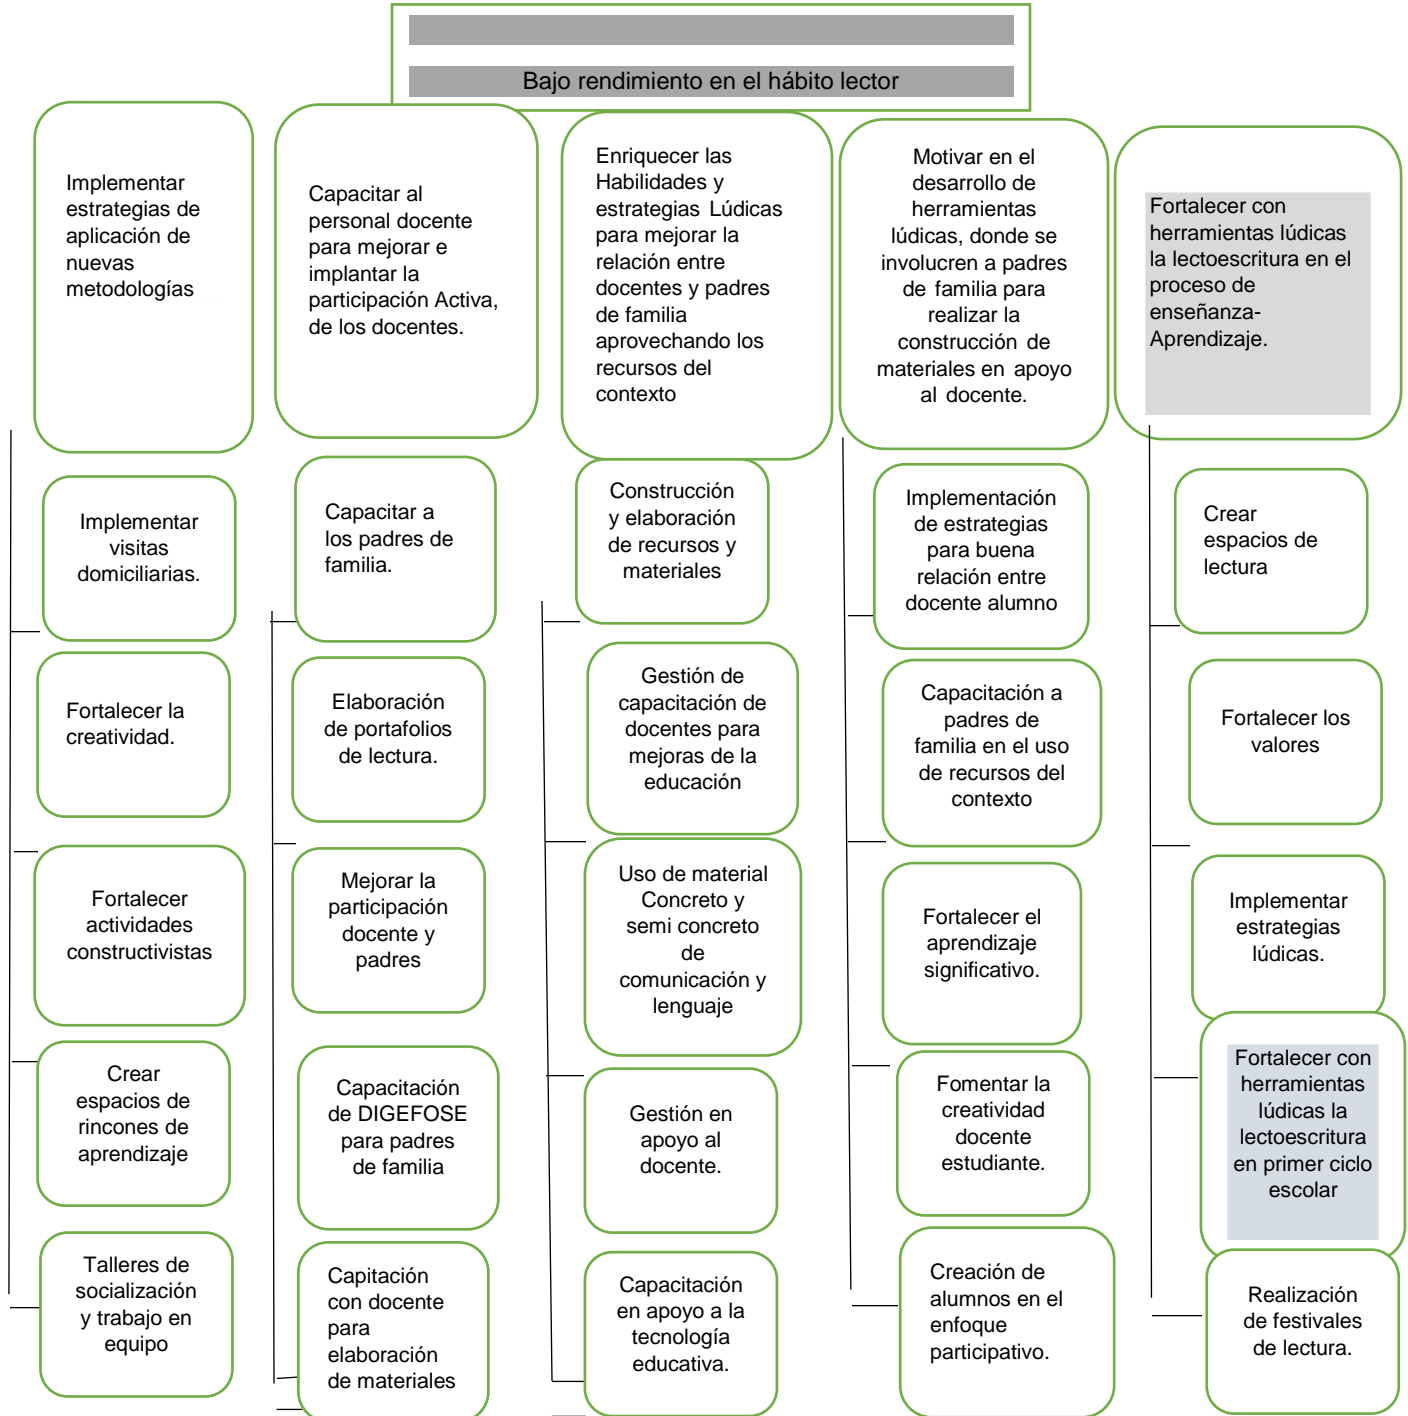 Bajo rendimiento en el hábito lector
Implementar
estrategias de
aplicación de
nuevas
metodologías
Capacitar al
personal docente
para mejorar e
implantar la
participación Activa,
de los docentes.
Enriquecer las
Habilidades y
estrategias Lúdicas
para mejorar la
relación entre
docentes y padres
de familia
aprovechando los
recursos del
contexto
Motivar en el
desarrollo de
herramientas
lúdicas, donde se
involucren a padres
de familia para
realizar la
construcción de
materiales en apoyo
al docente.
Fortalecer con
herramientas lúdicas
la lectoescritura en el
proceso de
enseñanza-
Aprendizaje.
Implementar
visitas
domiciliarias.
Capacitar a
los padres de
familia.
Construcción
y elaboración
de recursos y
materiales
Implementación
de estrategias
para buena
relación entre
docente alumno
Crear
espacios de
lectura
Fortalecer la
creatividad.
Elaboración
de portafolios
de lectura.
Gestión de
capacitación de
docentes para
mejoras de la
educación
Capacitación a
padres de
familia en el uso
de recursos del
contexto
Fortalecer los
valores
Fortalecer
actividades
constructivistas
Mejorar la
participación
docente y
padres
Uso de material
Concreto y
semi concreto
de
comunicación y
lenguaje
Fortalecer el
aprendizaje
significativo.
Implementar
estrategias
lúdicas.
Crear
espacios de
rincones de
aprendizaje
Capacitación
de DIGEFOSE
para padres
de familia
Gestión en
apoyo al
docente.
Fomentar la
creatividad
docente
estudiante.
Fortalecer con
herramientas
lúdicas la
lectoescritura
en primer ciclo
escolar
Talleres de
socialización
y trabajo en
equipo
Capitación
con docente
para
elaboración
de materiales
Capacitación
en apoyo a la
tecnología
educativa.
Creación de
alumnos en el
enfoque
participativo.
Realización
de festivales
de lectura.